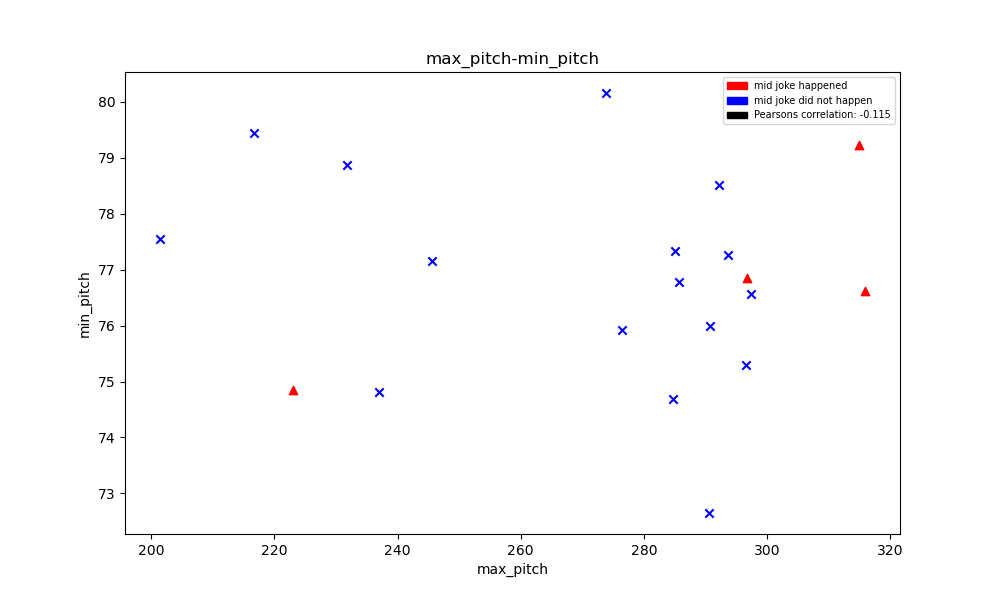 max_pitch-min_pitch
mid joke happened
mid joke did not happen
Pearsons correlation: -0.115
80
79
78
77
76
75
74
73
min_pitch
200
220
240
260
280
300
320
max_pitch